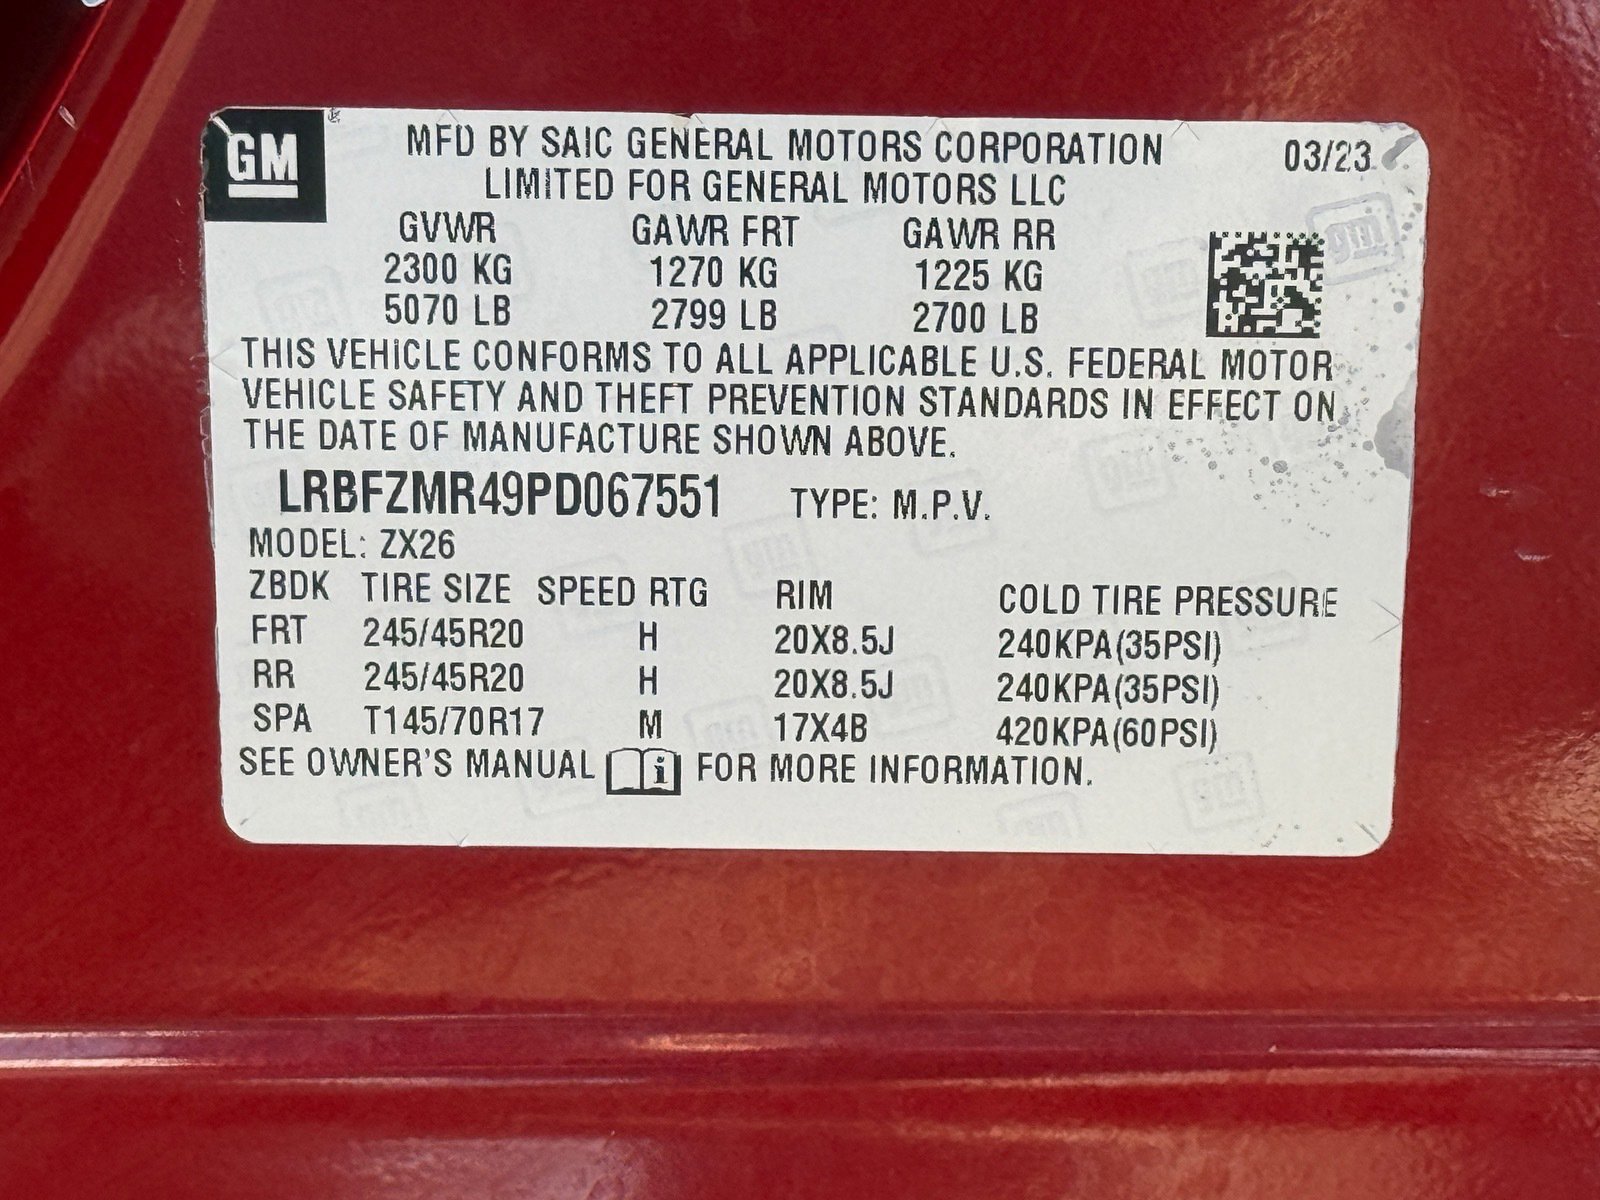 GM
MFD BY SAIC GENERAL MOTORS CORPORATION 03/23
LIMITED FOR GENERAL MOTORS LLC
GVWR GAWR FRT GAWR RR
2300 KG 1270 KG 1225 KG
5070 LB 2799 LB 2700 LB
THIS VEHICLE CONFORMS TO ALL APPLICABLE U.S. FEDERAL MOTOR
VEHICLE SAFETY AND THEFT PREVENTION STANDARDS IN EFFECT ON
THE DATE OF MANUFACTURE SHOWN ABOVE.
LRBFZMR49PD067551 TYPE: M.P.V.
MODEL: ZX26
ZBDK TIRE SIZE SPEED RTG RIM COLD TIRE PRESSURE
FRT 245/45R20 H 20X8.5J 240KPA(35PSI)
RR 245/45R20 H 20X8.5J 240KPA(35PSI)
SPA T145/70R17 M 17X4B 420KPA(60PSI)
SEE OWNER'S MANUAL i FOR MORE INFORMATION.